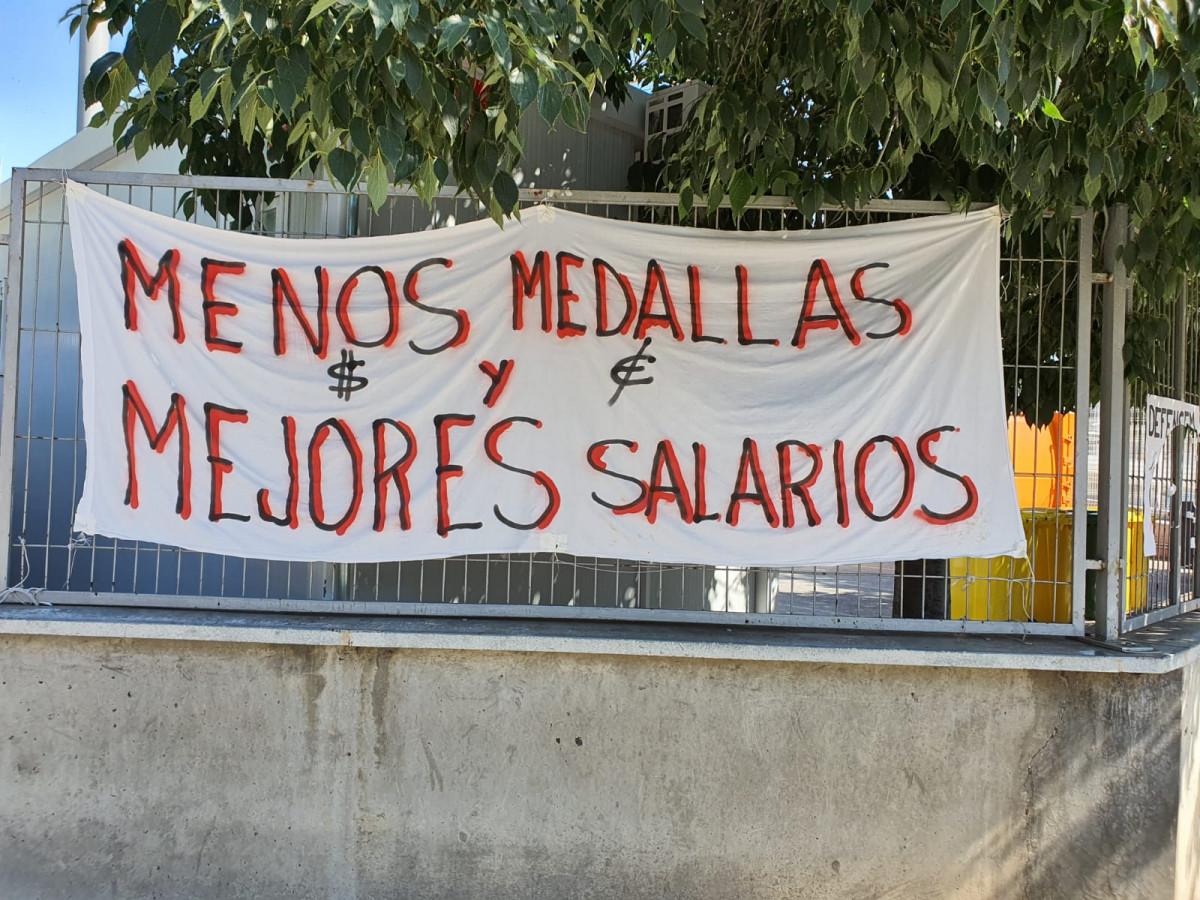 MENOS MEDALLAS
$ Y ₡
MEJORES SALARIOS